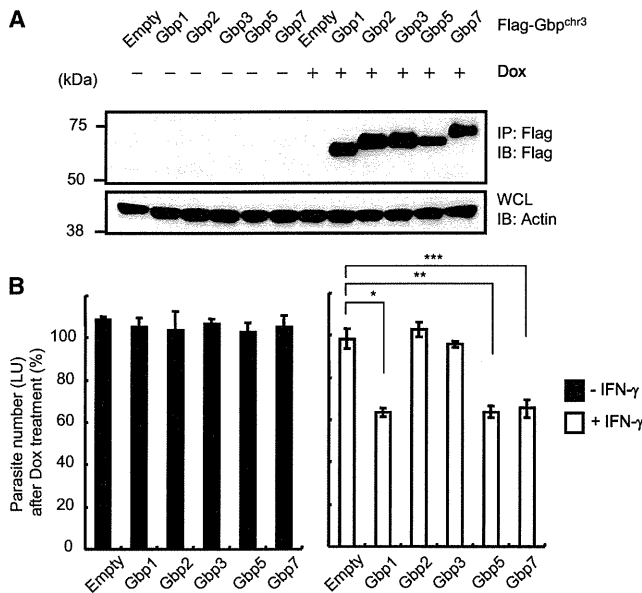 A
Empty Gbp1 Gbp2 Gbp3 Gbp5 Gbp7 Empty Gbp1 Gbp2 Gbp3 Gbp5 Gbp7 Flag-Gbpchr3
(kDa) − − − − − − + + + + + + Dox
75
IP: Flag
IB: Flag
50
WCL
IB: Actin
38
B
***
**
*
Parasite number (LU)
after Dox treatment (%)
100
80
60
40
20
0
- IFN-γ
+ IFN-γ
Empty Gbp1 Gbp2 Gbp3 Gbp5 Gbp7
Empty Gbp1 Gbp2 Gbp3 Gbp5 Gbp7